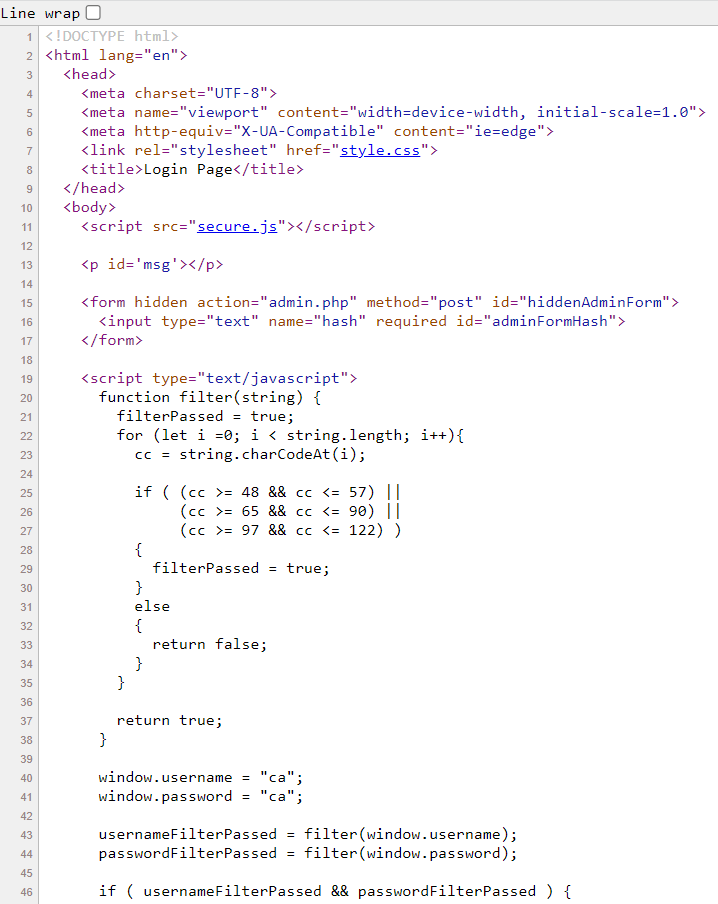 Line wrap
1 <!DOCTYPE html>
2 <html lang="en">
3 <head>
4 <meta charset="UTF-8">
5 <meta name="viewport" content="width=device-width, initial-scale=1.0">
6 <meta http-equiv="X-UA-Compatible" content="ie=edge">
7 <link rel="stylesheet" href="style.css">
8 <title>Login Page</title>
9 </head>
10 <body>
11 <script src="secure.js"></script>
12
13 <p id='msg'></p>
14
15 <form hidden action="admin.php" method="post" id="hiddenAdminForm">
16 <input type="text" name="hash" required id="adminFormHash">
17 </form>
18
19 <script type="text/javascript">
20 function filter(string) {
21 filterPassed = true;
22 for (let i =0; i < string.length; i++){
23 cc = string.charCodeAt(i);
24
25 if ( (cc >= 48 && cc <= 57) ||
26 (cc >= 65 && cc <= 90) ||
27 (cc >= 97 && cc <= 122) )
28 {
29 filterPassed = true;
30 }
31 else
32 {
33 return false;
34 }
35 }
36
37 return true;
38 }
39
40 window.username = "ca";
41 window.password = "ca";
42
43 usernameFilterPassed = filter(window.username);
44 passwordFilterPassed = filter(window.password);
45
46 if ( usernameFilterPassed && passwordFilterPassed ) {